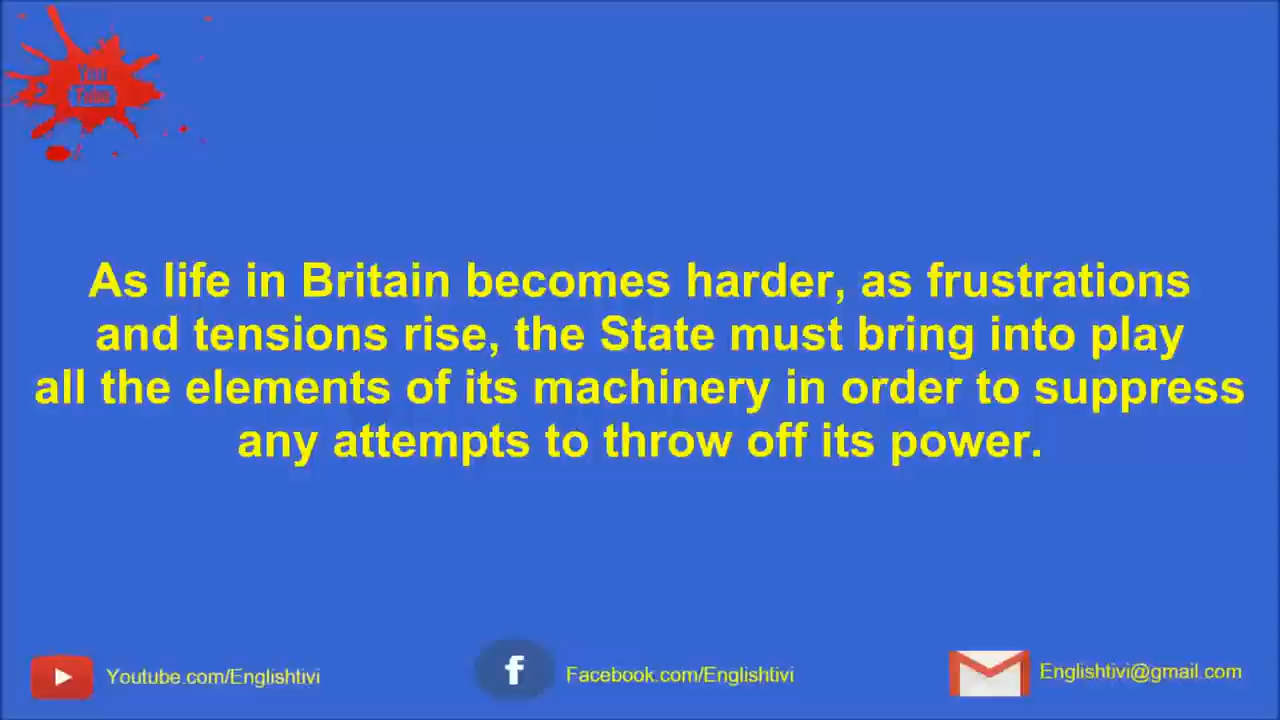 You
Tube
As life in Britain becomes harder, as frustrations
and tensions rise, the State must bring into play
all the elements of its machinery in order to suppress
any attempts to throw off its power.
Youtube.com/Englishtivi
f
Facebook.com/Englishtivi
Englishtivi@gmail.com